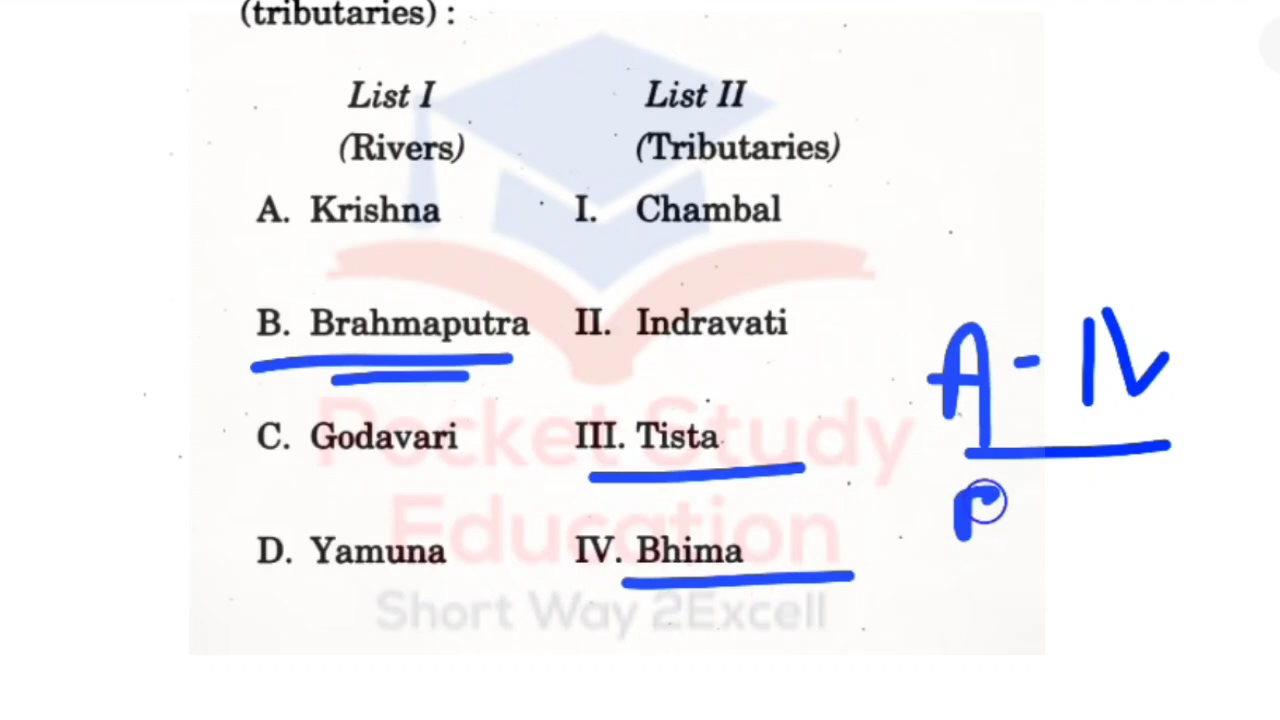 (tributaries) :
List I List II
(Rivers) (Tributaries)
A. Krishna I. Chambal
B. Brahmaputra II. Indravati
A - IV
C. Godavari III. Tista
Pocket Study
Education
D. Yamuna IV. Bhima
Short Way 2Excell